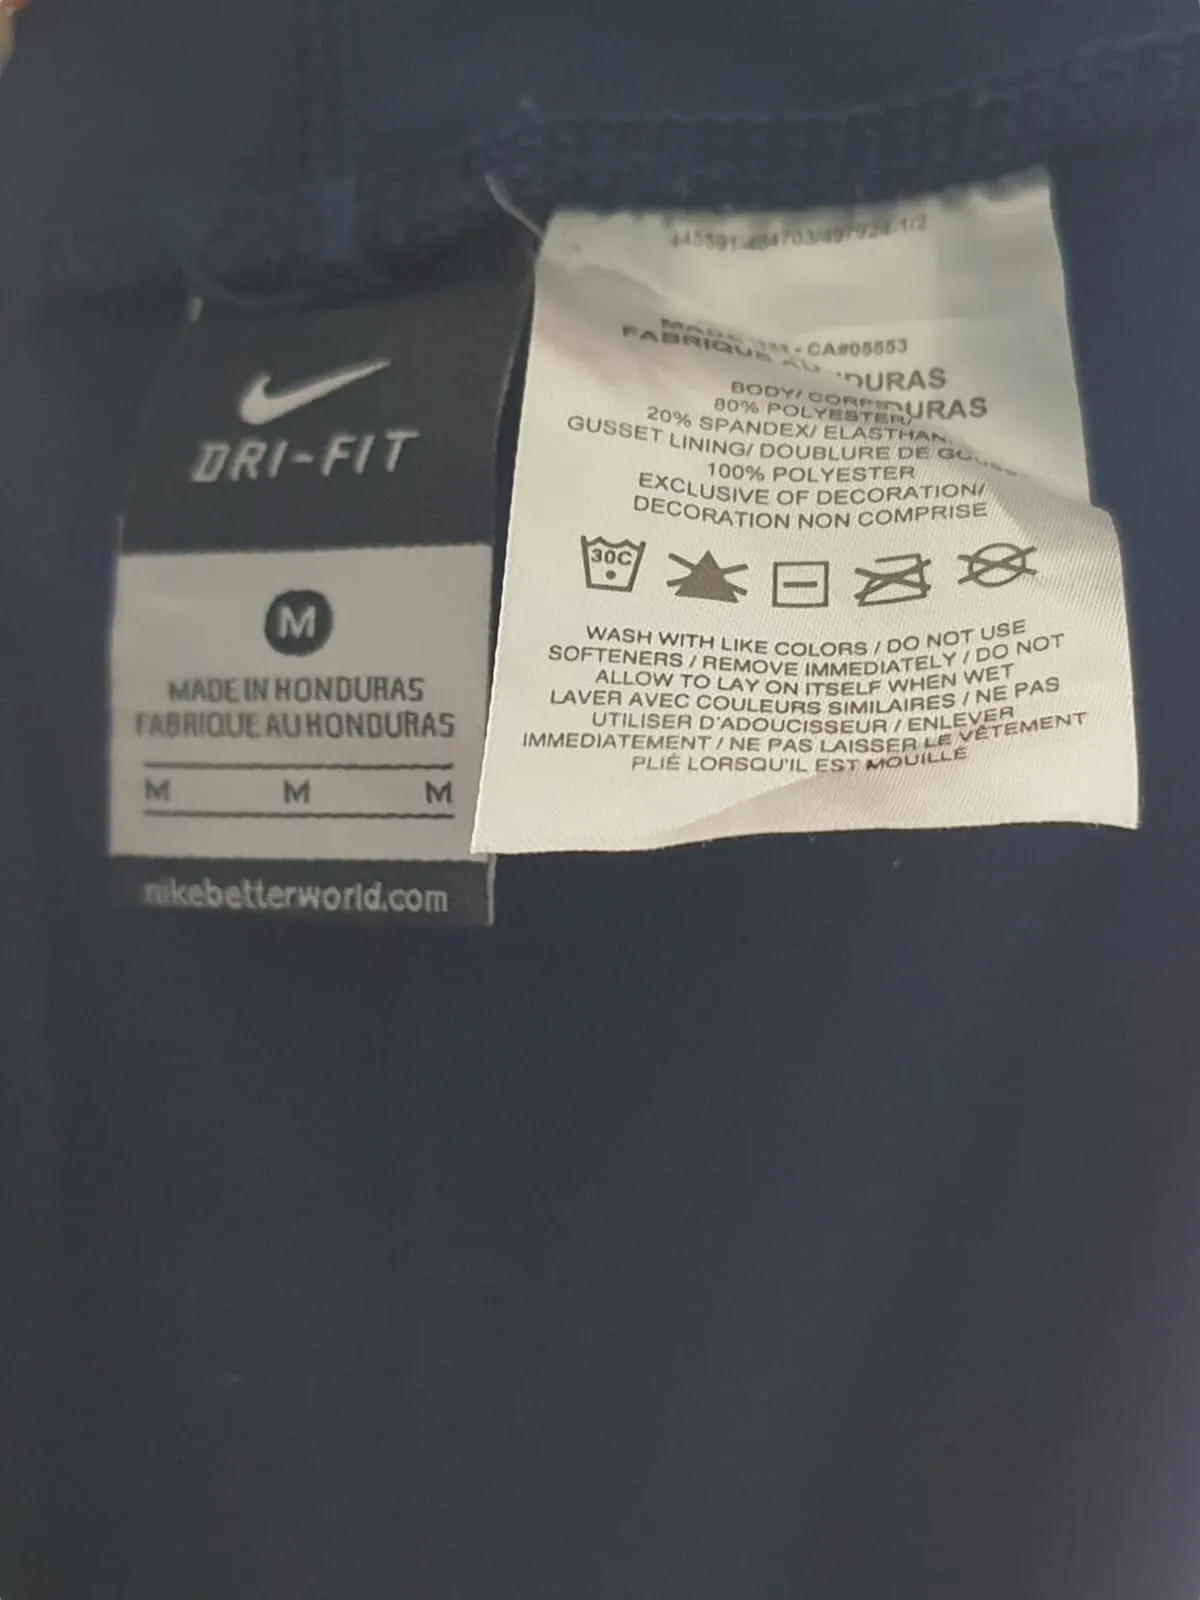 DRI-FIT
M
MADE IN HONDURAS
FABRIQUE AU HONDURAS
M M M
nikebetterworld.com
CA#05553
FABRIQUE AU
BODY/
80% POLYESTER/
20% SPANDEX/
GUSSET LINING/ DOUBLURE DE
100% POLYESTER
EXCLUSIVE OF DECORATION/
DECORATION NON COMPRISE
30C
WASH WITH LIKE COLORS / DO NOT USE
SOFTENERS / REMOVE IMMEDIATELY / DO NOT
ALLOW TO LAY ON ITSELF WHEN WET
LAVER AVEC COULEURS SIMILAIRES / NE PAS
UTILISER D'ADOUCISSEUR / ENLEVER
IMMEDIATEMENT / NE PAS LAISSER LE VÊTEMENT
PLIÉ LORSQU'IL EST MOUILLÉ